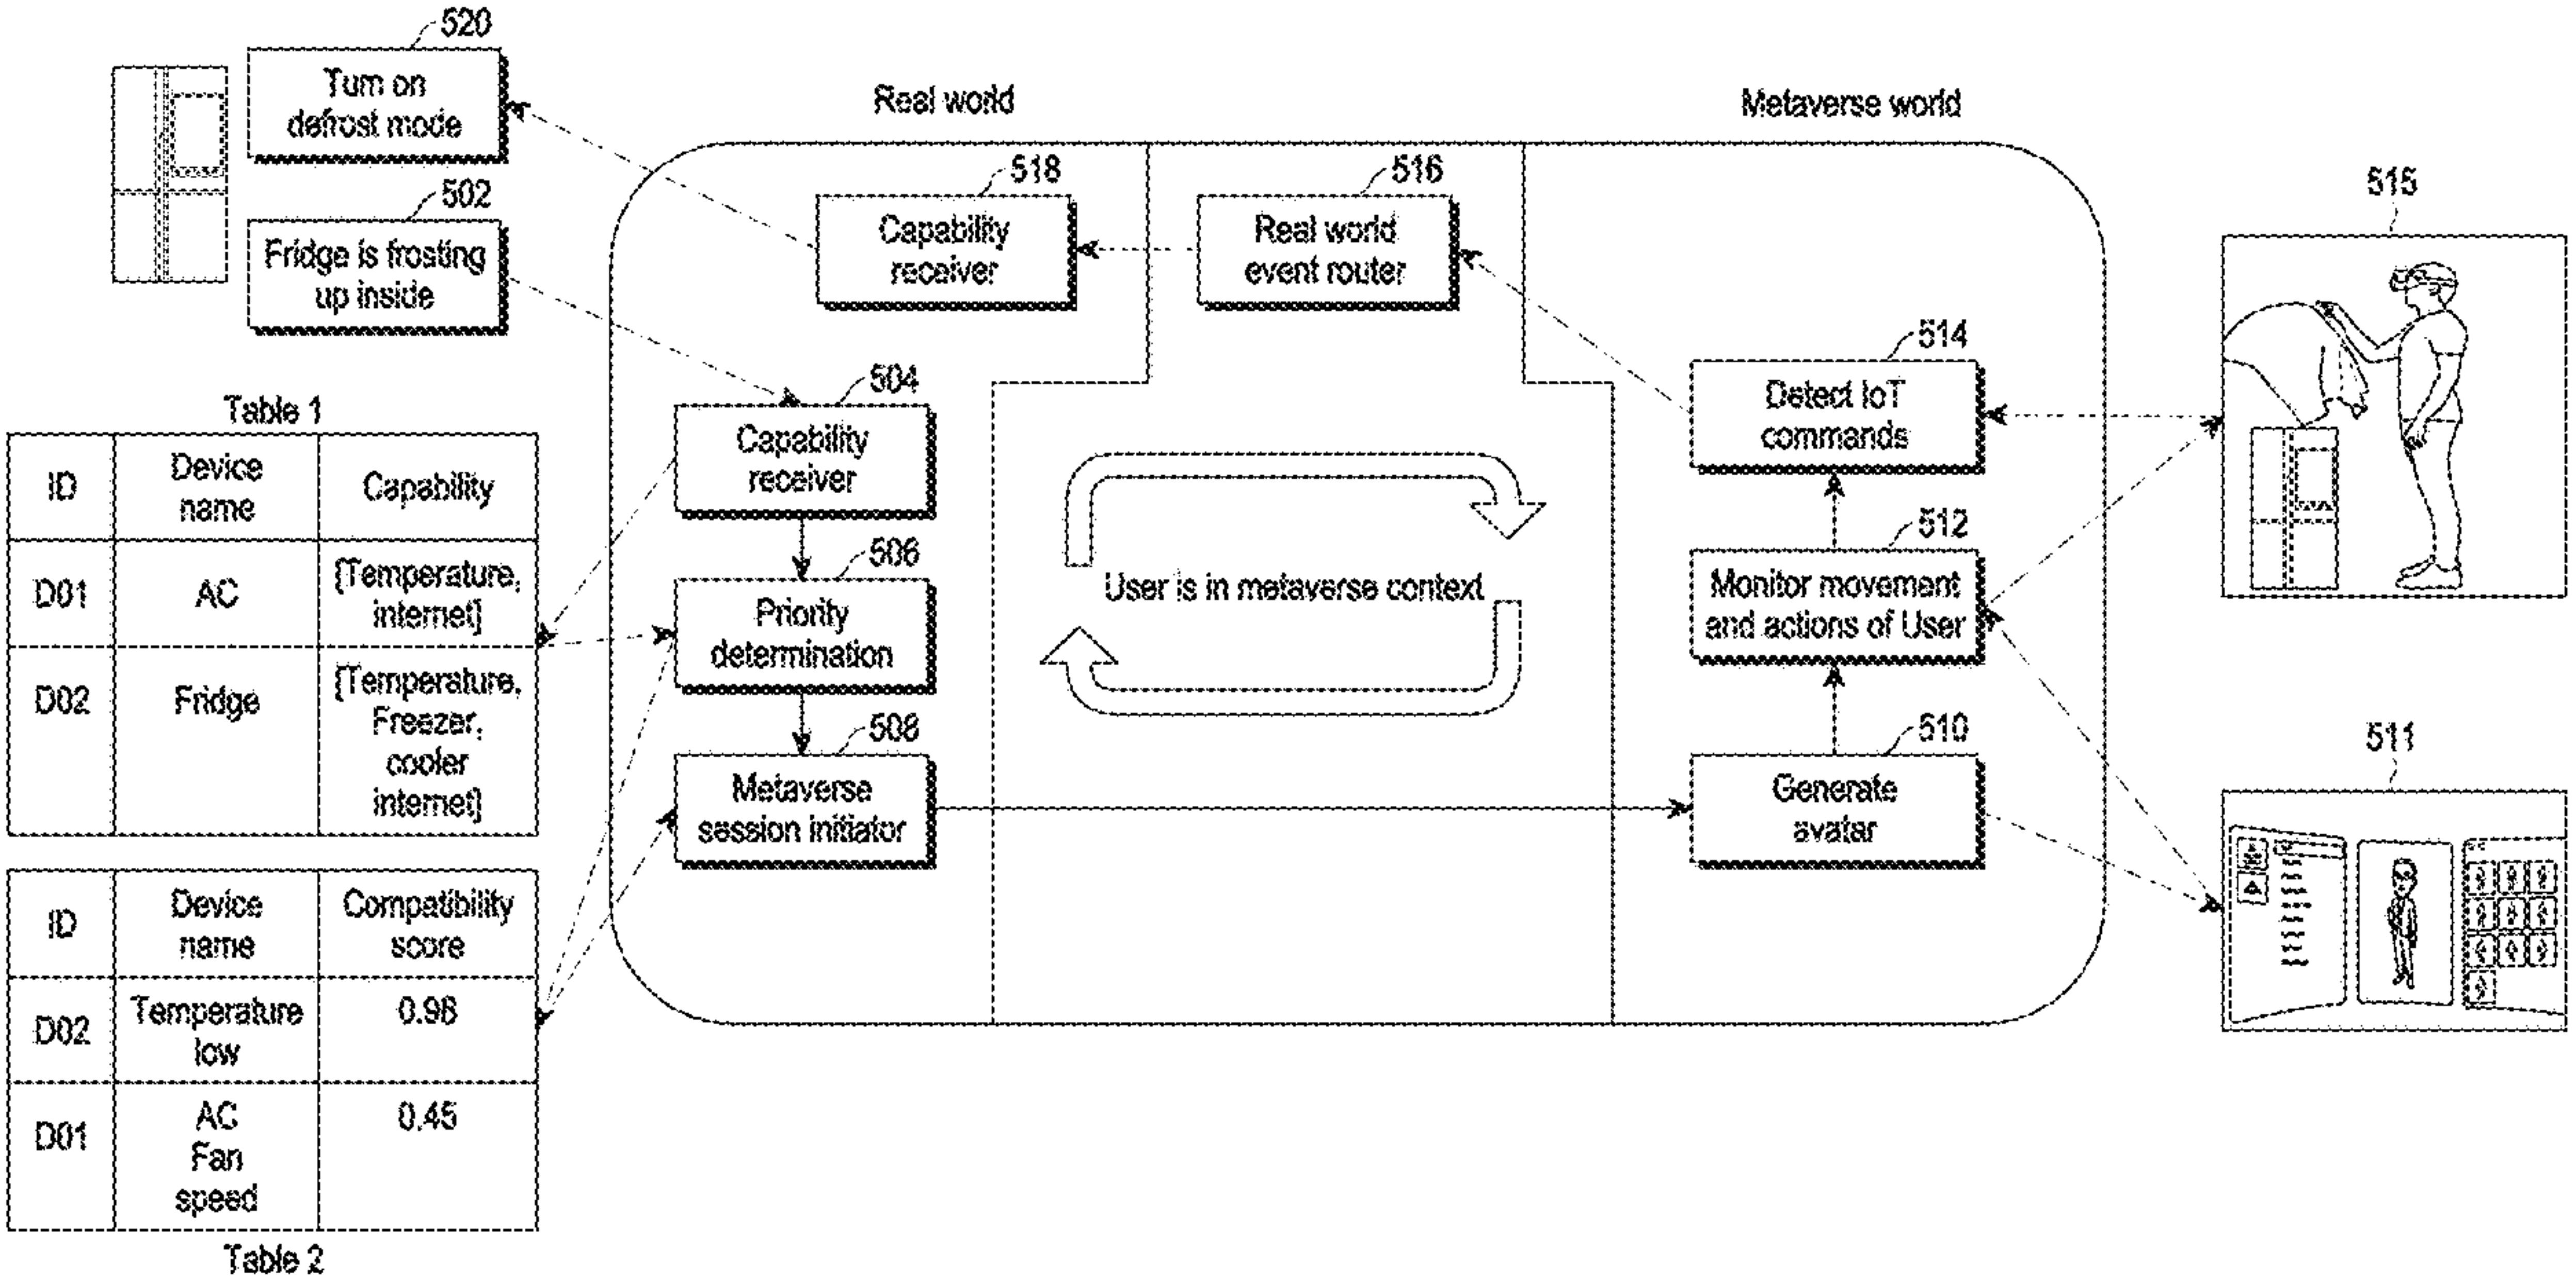 520
Turn on
defrost mode
502
Fridge is frosting
up inside
Real world
Metaverse world
518
Capability
receiver
516
Real world
event router
504
Capability
receiver
506
Priority
determination
508
Metaverse
session initiator
User is in metaverse context
514
Detect IoT
commands
512
Monitor movement
and actions of User
510
Generate
avatar
515
511
Table 1
ID
Device
name
Capability
D01
AC
[Temperature,
internet]
D02
Fridge
[Temperature,
Freezer,
cooler
internet]
ID
Device
name
Compatibility
score
D02
Temperature
low
0.98
D01
AC
Fan
speed
0.45
Table 2